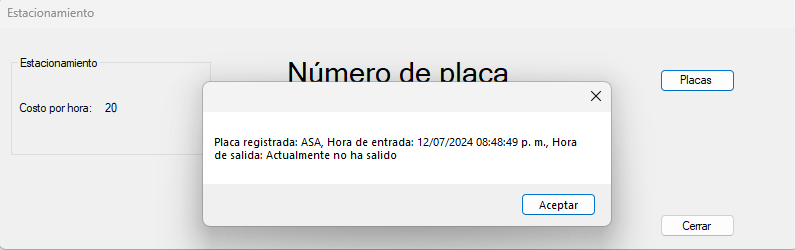 Estacionamiento
Estacionamiento
Costo por hora: 20
Número de placa
Placas
Placa registrada: ASA, Hora de entrada: 12/07/2024 08:48:49 p. m., Hora
de salida: Actualmente no ha salido
Aceptar
Cerrar